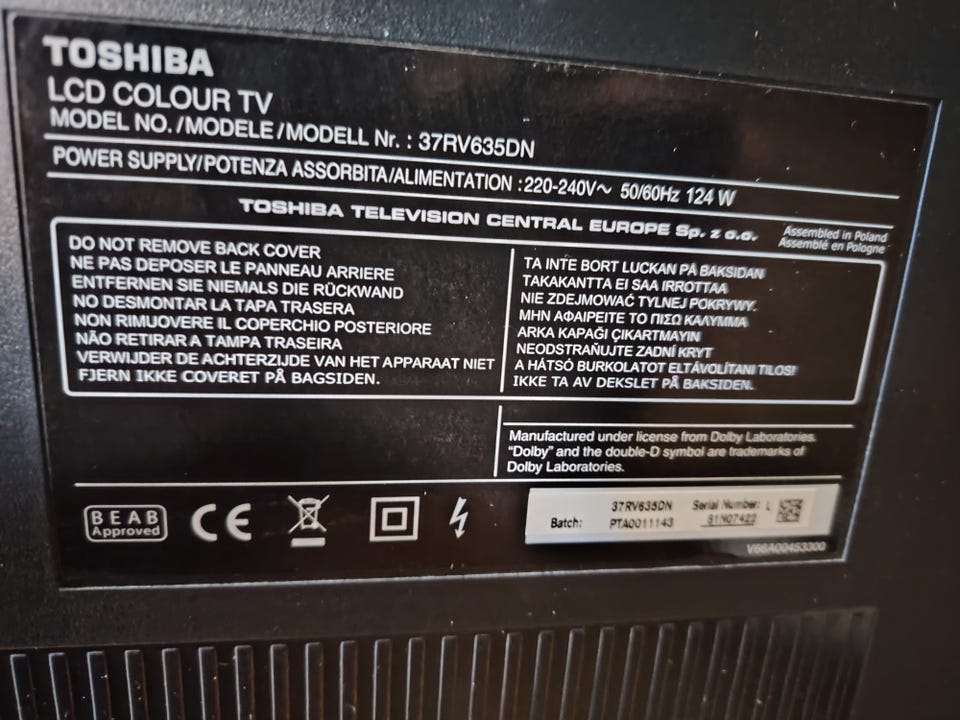 TOSHIBA
LCD COLOUR TV
MODEL NO./MODELE/MODELL Nr. : 37RV635DN
POWER SUPPLY/POTENZA ASSORBITA/ALIMENTATION :220-240V~ 50/60Hz 124 W
TOSHIBA TELEVISION CENTRAL EUROPE Sp. z o.o.
Assembled in Poland
Assemblé en Pologne
DO NOT REMOVE BACK COVER
NE PAS DEPOSER LE PANNEAU ARRIERE
ENTFERNEN SIE NIEMALS DIE RÜCKWAND
NO DESMONTAR LA TAPA TRASERA
NON RIMUOVERE IL COPERCHIO POSTERIORE
NÃO RETIRAR A TAMPA TRASEIRA
VERWIJDER DE ACHTERZIJDE VAN HET APPARAAT NIET
FJERN IKKE COVERET PÅ BAGSIDEN.
TA INTE BORT LUCKAN PÅ BAKSIDAN
TAKAKANTTA EI SAA IRROTTAA
NIE ZDEJMOWAĆ TYLNEJ POKRYWY.
ΜΗΝ ΑΦΑΙΡΕΙΤΕ ΤΟ ΠΙΣΩ ΚΑΛΥΜΜΑ
ARKA KAPAĞI ÇIKARTMAYIN
NEODSTRAŇUJTE ZADNÍ KRYT
A HÁTSÓ BURKOLATOT ELTÁVOLÍTANI TILOS!
IKKE TA AV DEKSLET PÅ BAKSIDEN.
Manufactured under license from Dolby Laboratories.
"Dolby" and the double-D symbol are trademarks of
Dolby Laboratories.
BEAB
Approved
CE
37RV635DN Serial Number: L
Batch: PTA0011143
V66A00453300